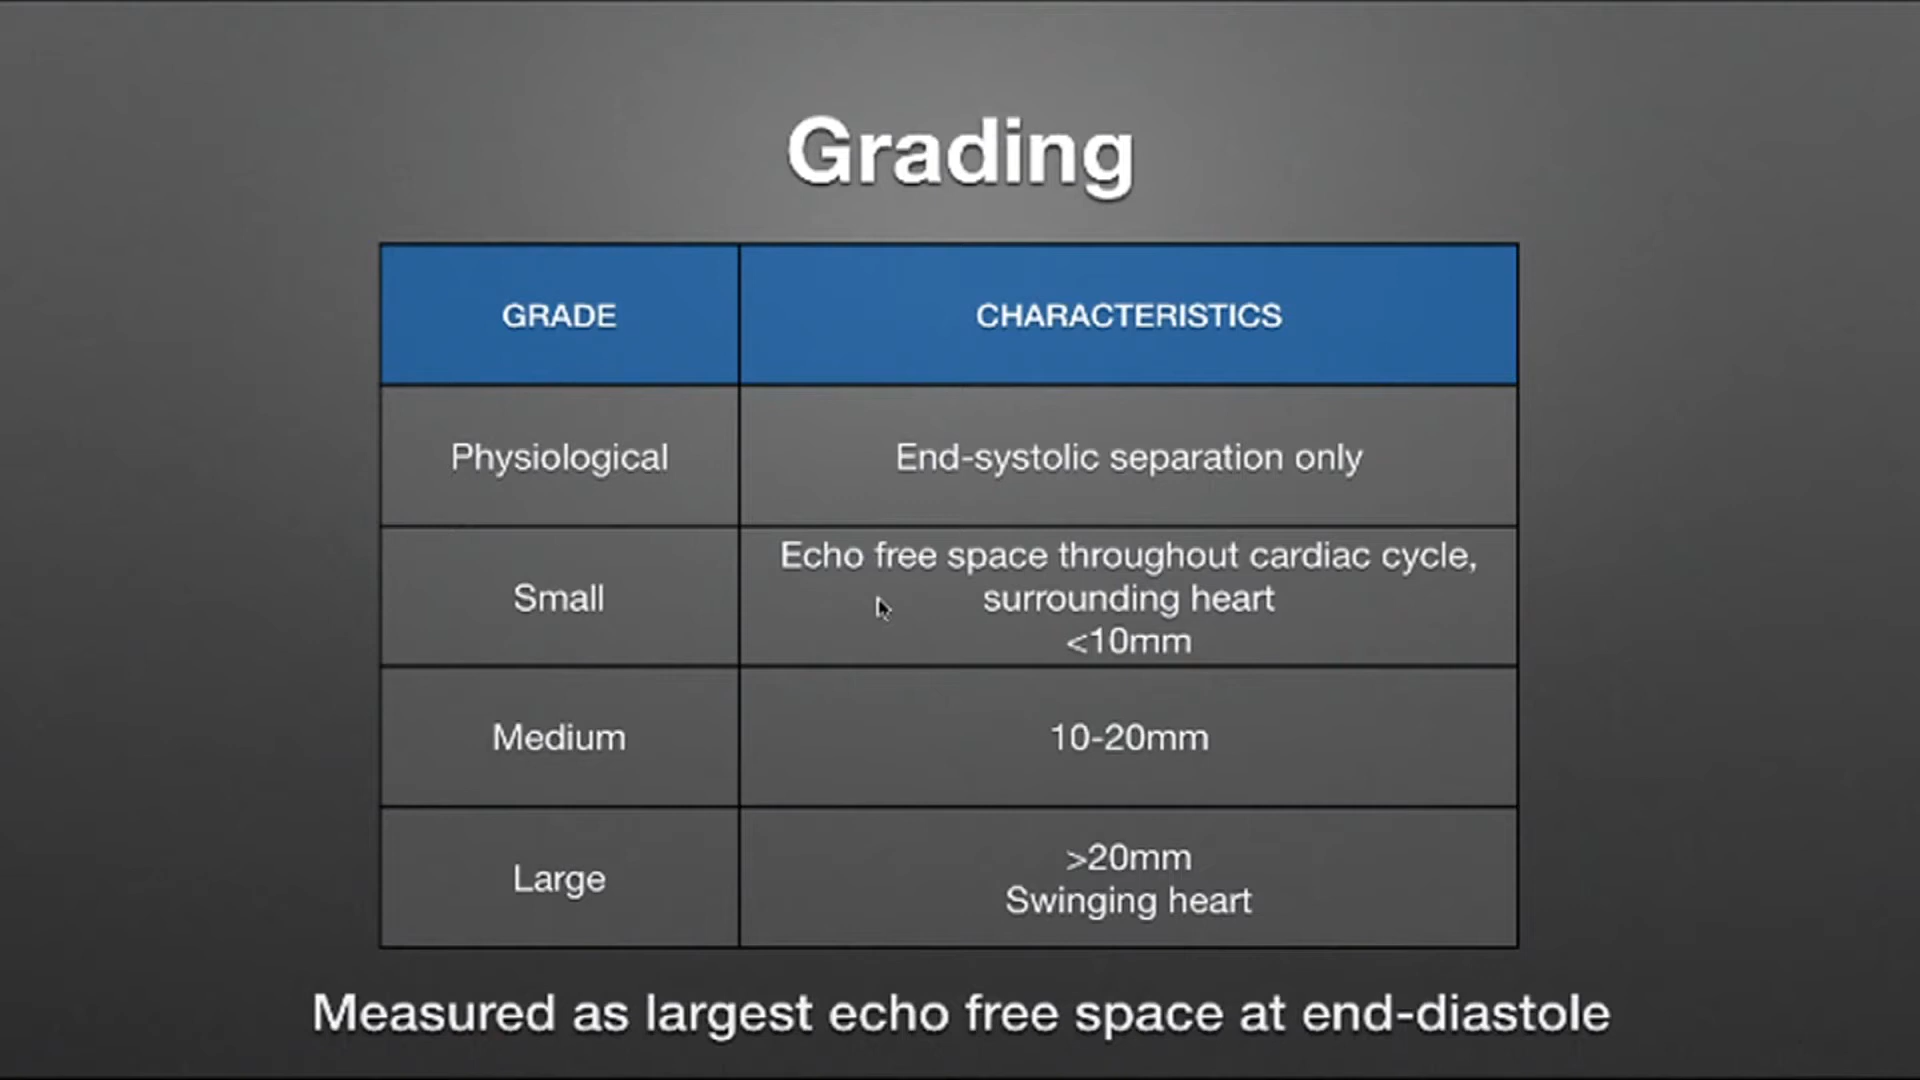 Grading
GRADE
CHARACTERISTICS
Physiological
End-systolic separation only
Small
Echo free space throughout cardiac cycle,
surrounding heart
<10mm
Medium
10-20mm
Large
>20mm
Swinging heart
Measured as largest echo free space at end-diastole